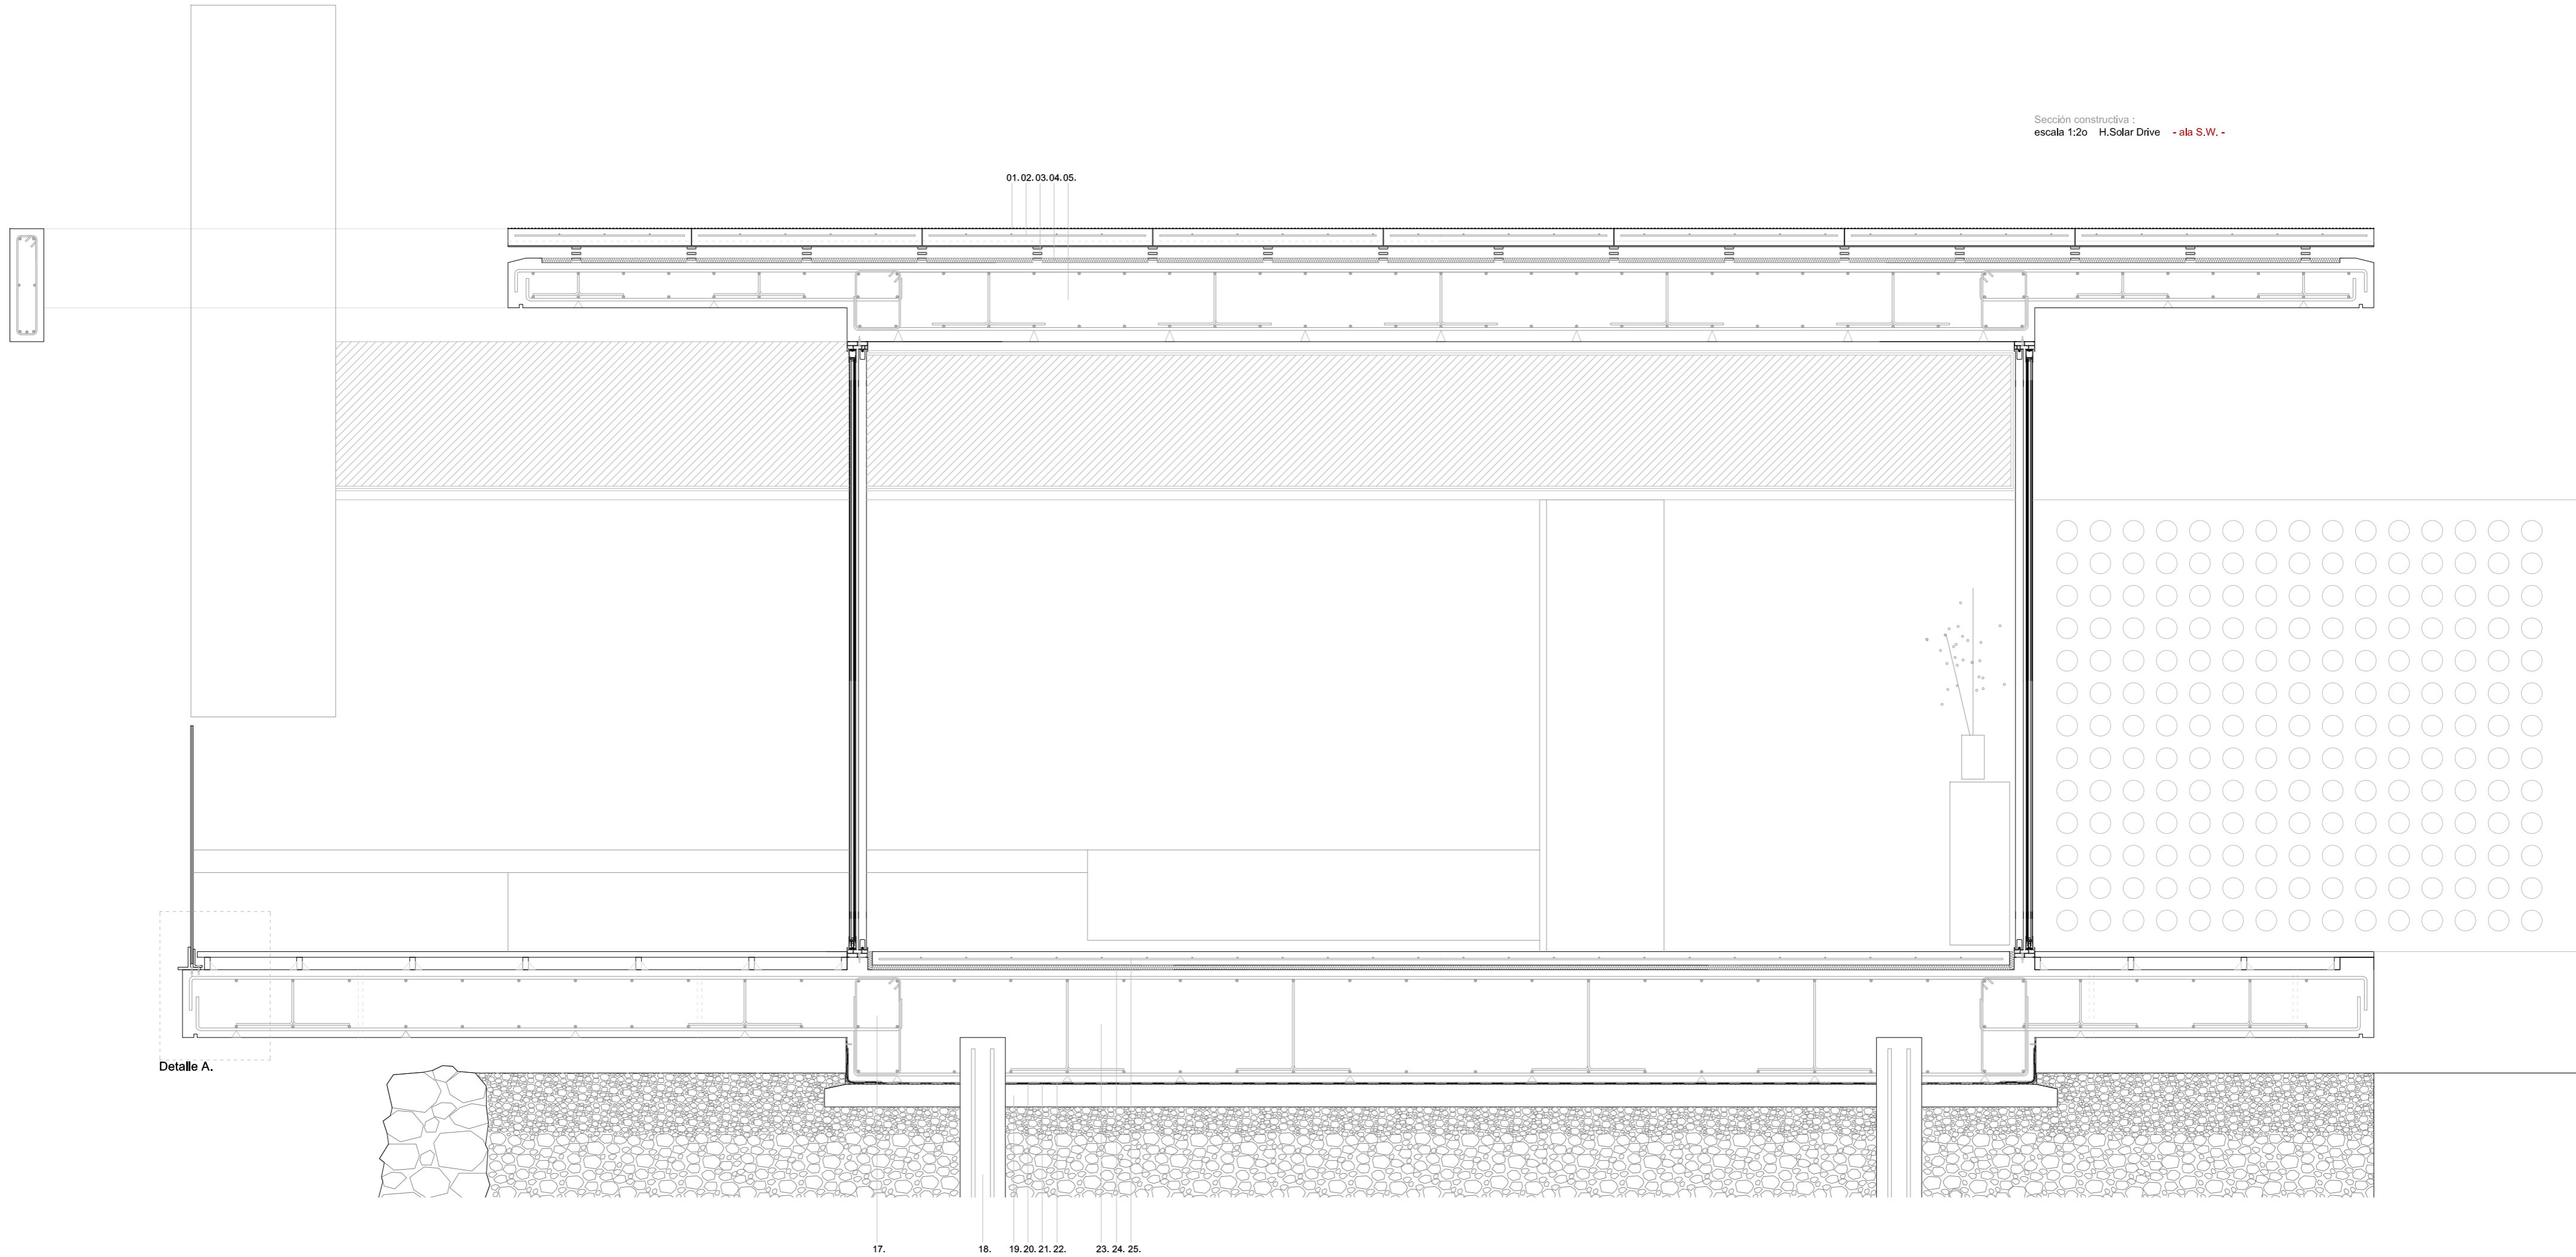 Sección constructiva :
escala 1:2o H.Solar Drive - ala S.W. -
01. 02. 03. 04. 05.
Detalle A.
17. 18. 19. 20. 21. 22. 23. 24. 25.